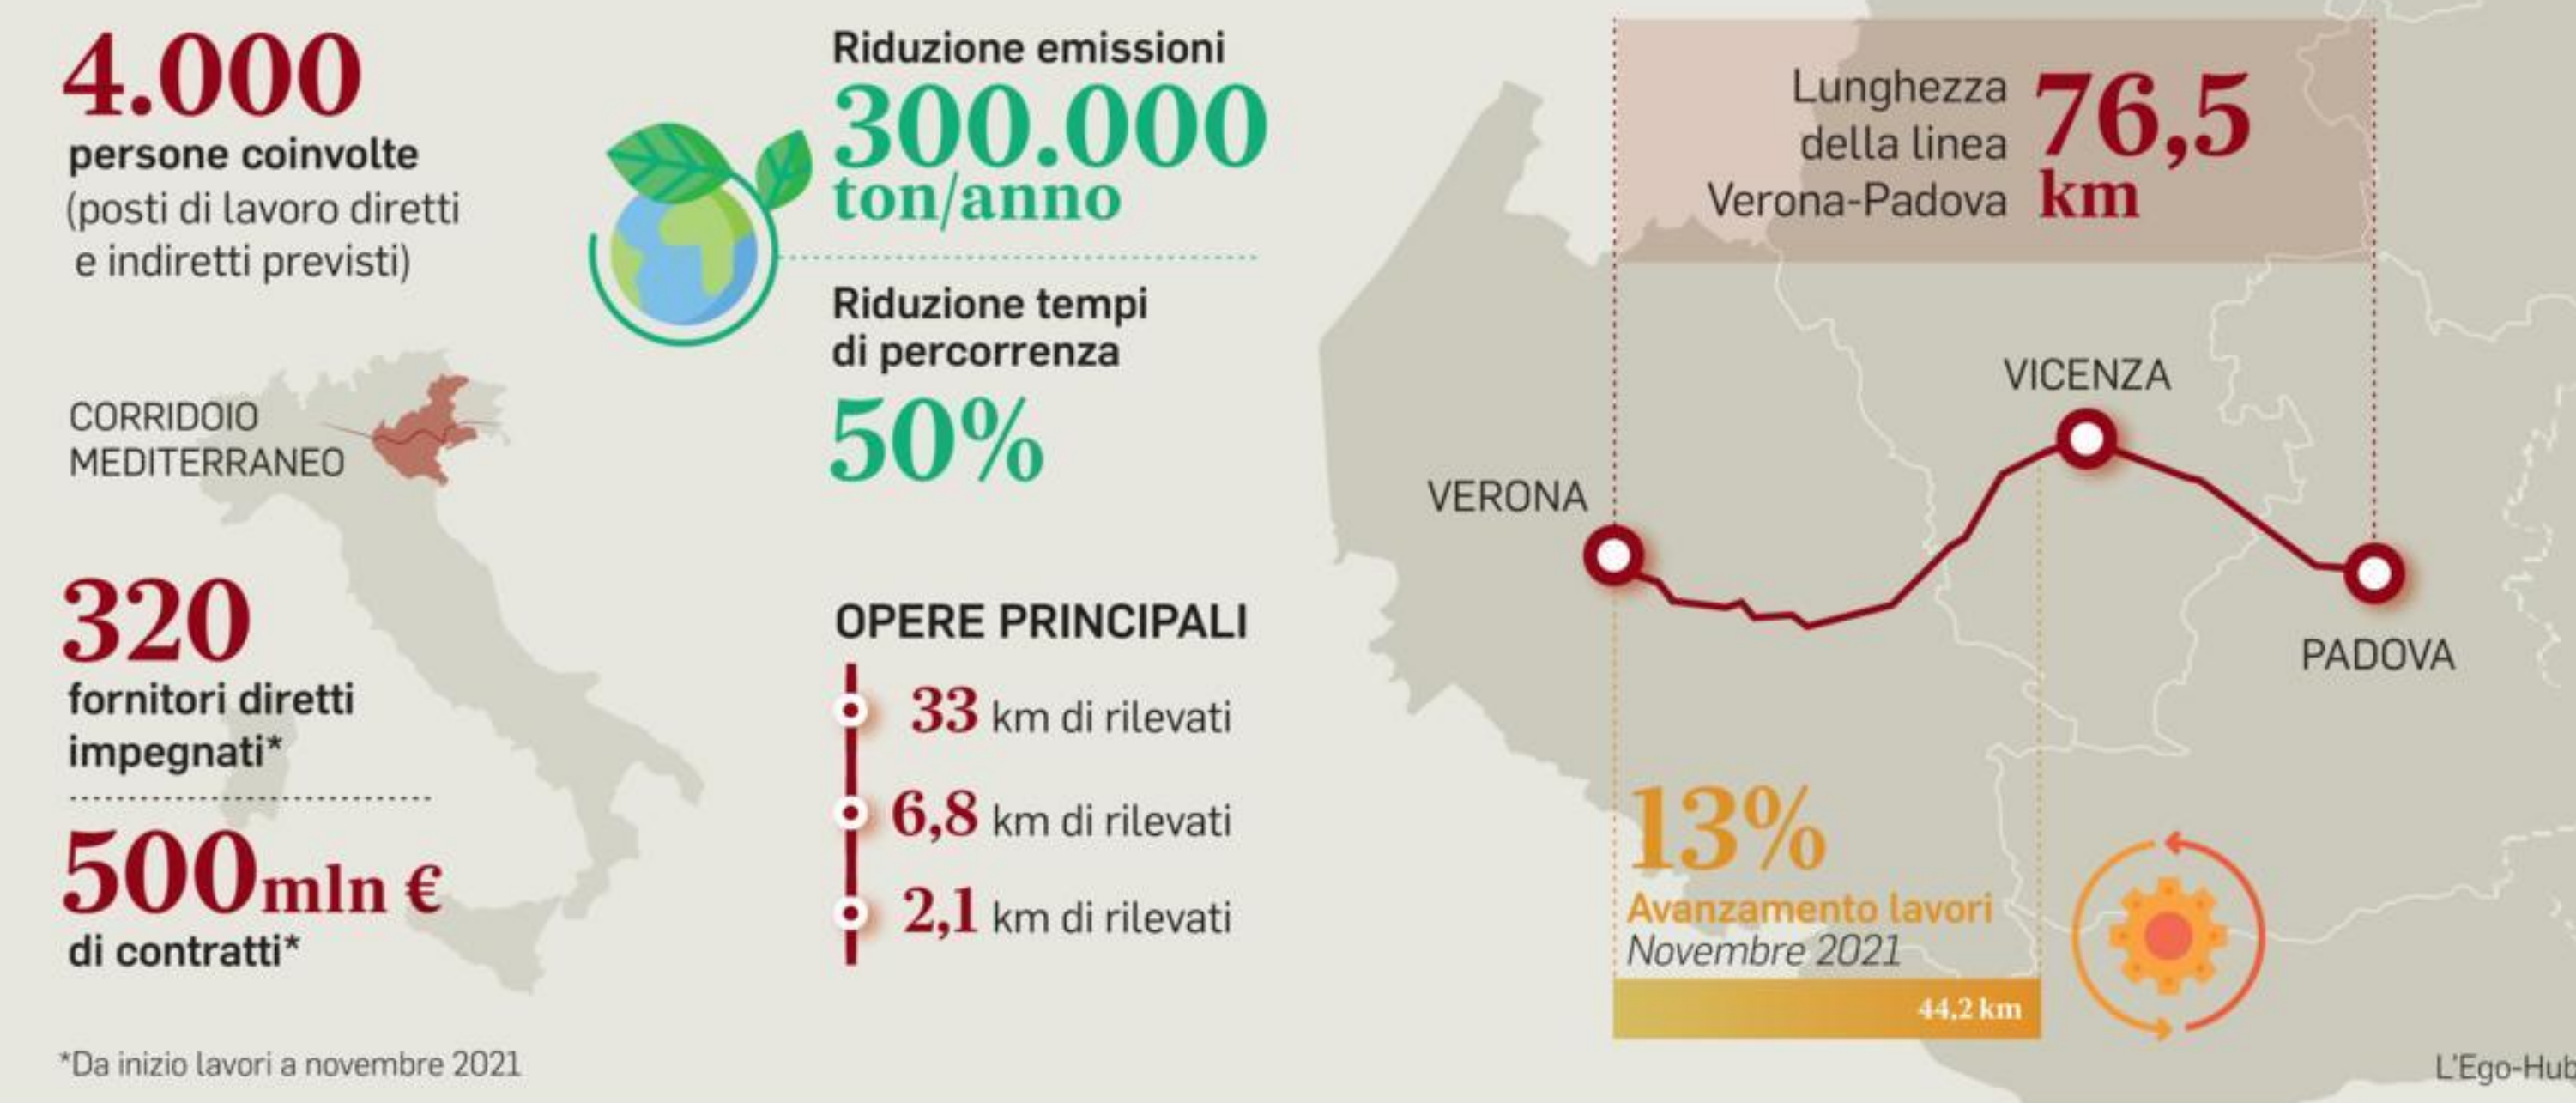 4.000
persone coinvolte
(posti di lavoro diretti
e indiretti previsti)
CORRIDOIO
MEDITERRANEO
320
fornitori diretti
impegnati*
500 mln €
di contratti*
*Da inizio lavori a novembre 2021
Riduzione emissioni
300.000
ton/anno
Riduzione tempi
di percorrenza
50%
OPERE PRINCIPALI
33 km di rilevati
6,8 km di rilevati
2,1 km di rilevati
Lunghezza
della linea
Verona-Padova
76,5
km
VICENZA
VERONA
PADOVA
13%
Avanzamento lavori
Novembre 2021
44,2 km
L'Ego-Hub